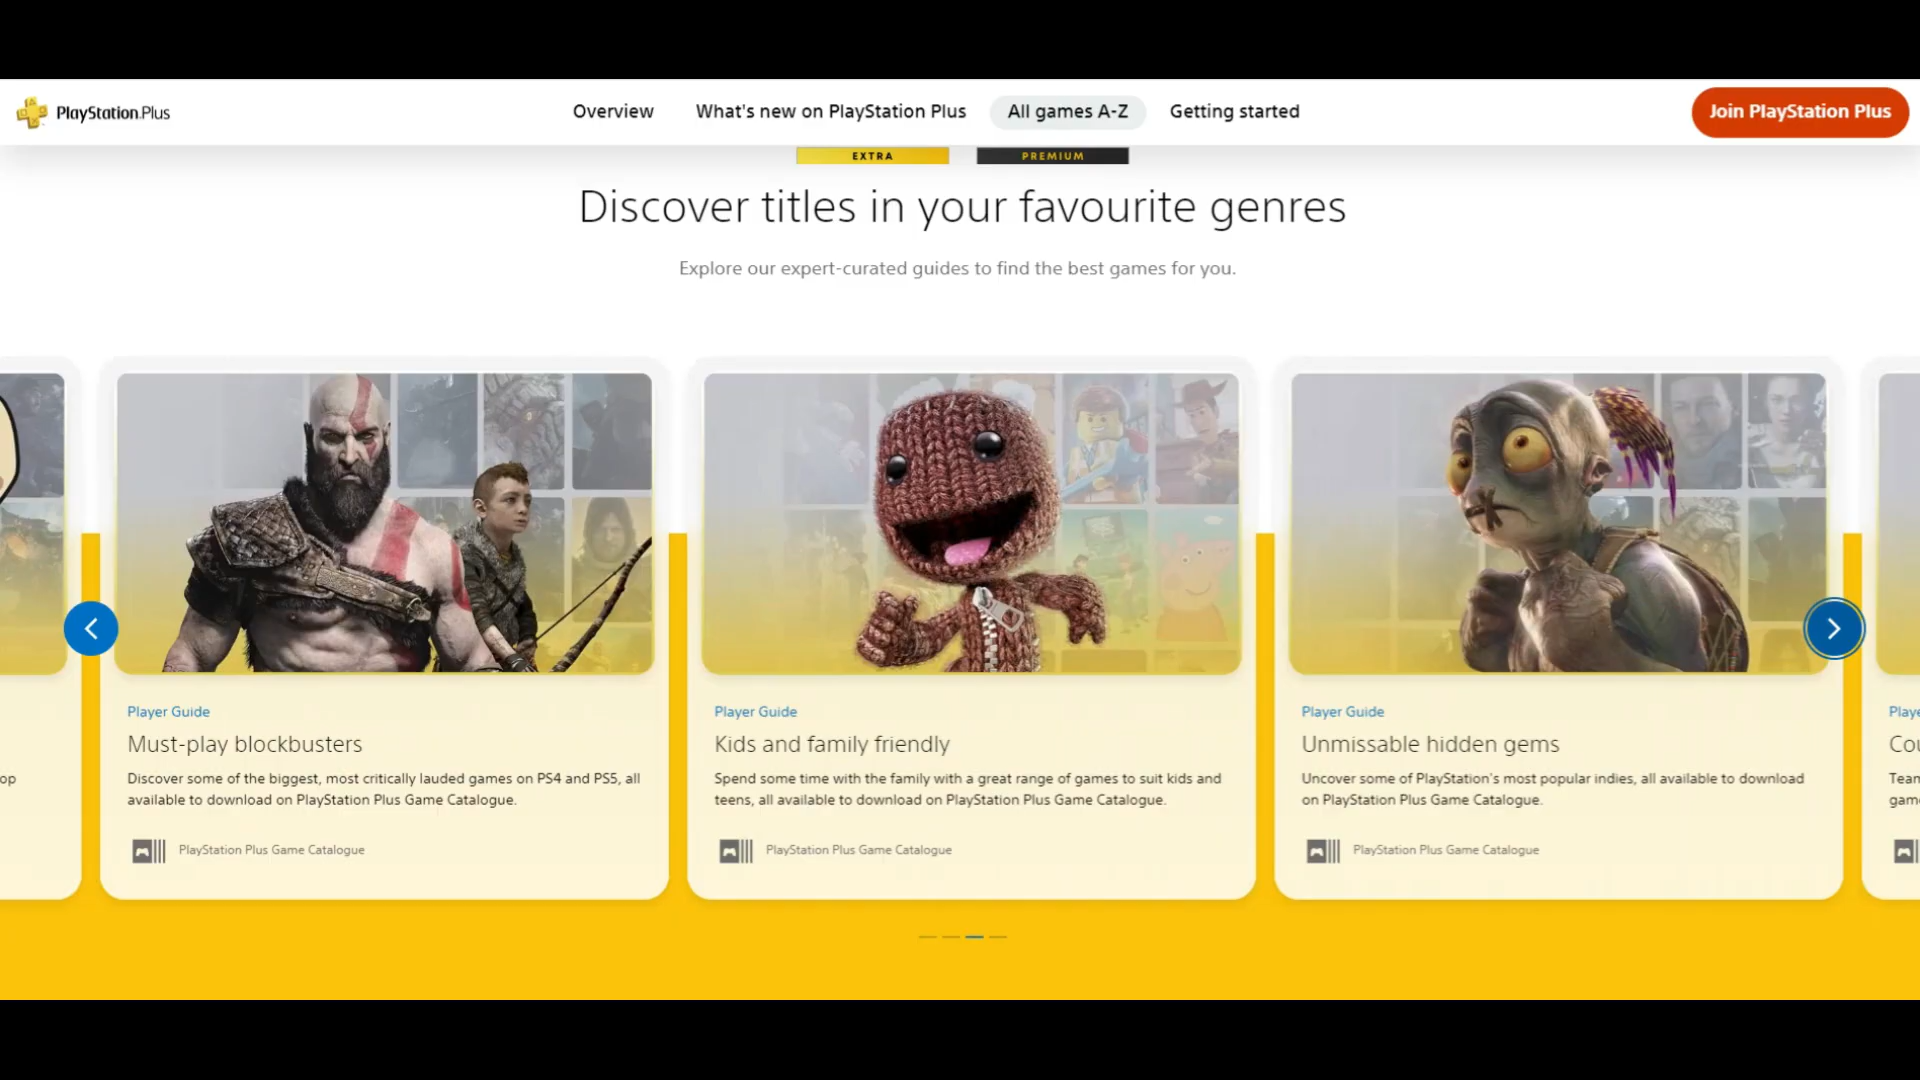 PlayStation.Plus
Overview
What's new on PlayStation Plus
All games A-Z
Getting started
Join PlayStation Plus
EXTRA
PREMIUM
Discover titles in your favourite genres
Explore our expert-curated guides to find the best games for you.
op
Player Guide
Must-play blockbusters
Discover some of the biggest, most critically lauded games on PS4 and PS5, all
available to download on PlayStation Plus Game Catalogue.
PlayStation Plus Game Catalogue
Player Guide
Kids and family friendly
Spend some time with the family with a great range of games to suit kids and
teens, all available to download on PlayStation Plus Game Catalogue.
PlayStation Plus Game Catalogue
Player Guide
Unmissable hidden gems
Uncover some of PlayStation's most popular indies, all available to download
on PlayStation Plus Game Catalogue.
PlayStation Plus Game Catalogue